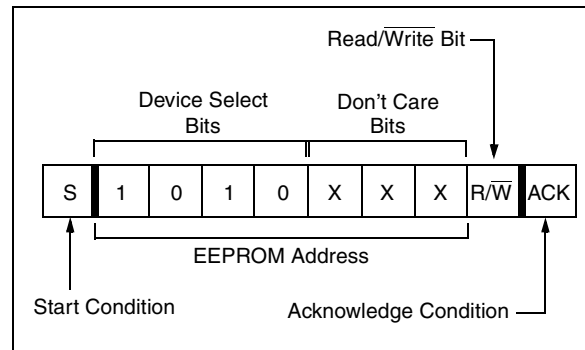 Read/Write Bit
Device Select Bits
Don't Care Bits
S 1 0 1 0 X X X R/W ACK
EEPROM Address
Start Condition
Acknowledge Condition